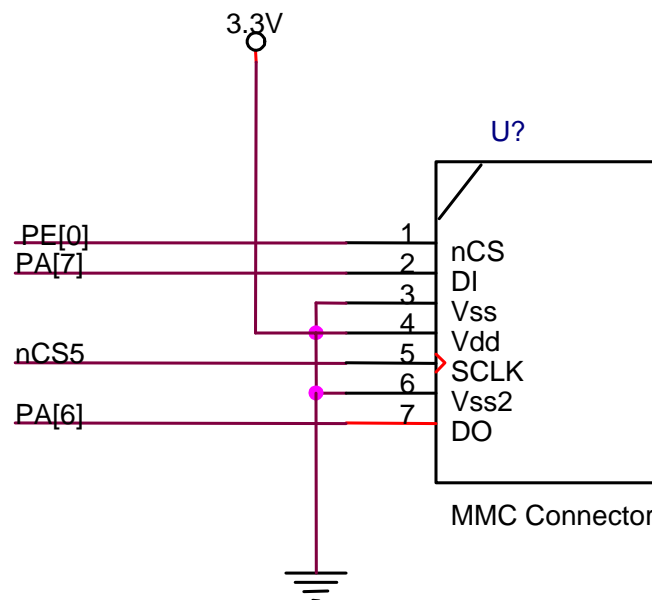 3.3V
U?
PE[0] 1 nCS
PA[7] 2 DI
3 Vss
4 Vdd
nCS5 5 SCLK
6 Vss2
PA[6] 7 DO
MMC Connector